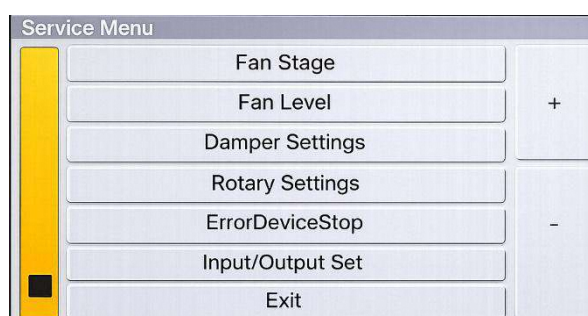 Service Menu
Fan Stage
Fan Level
+
Damper Settings
Rotary Settings
ErrorDeviceStop
-
Input/Output Set
Exit